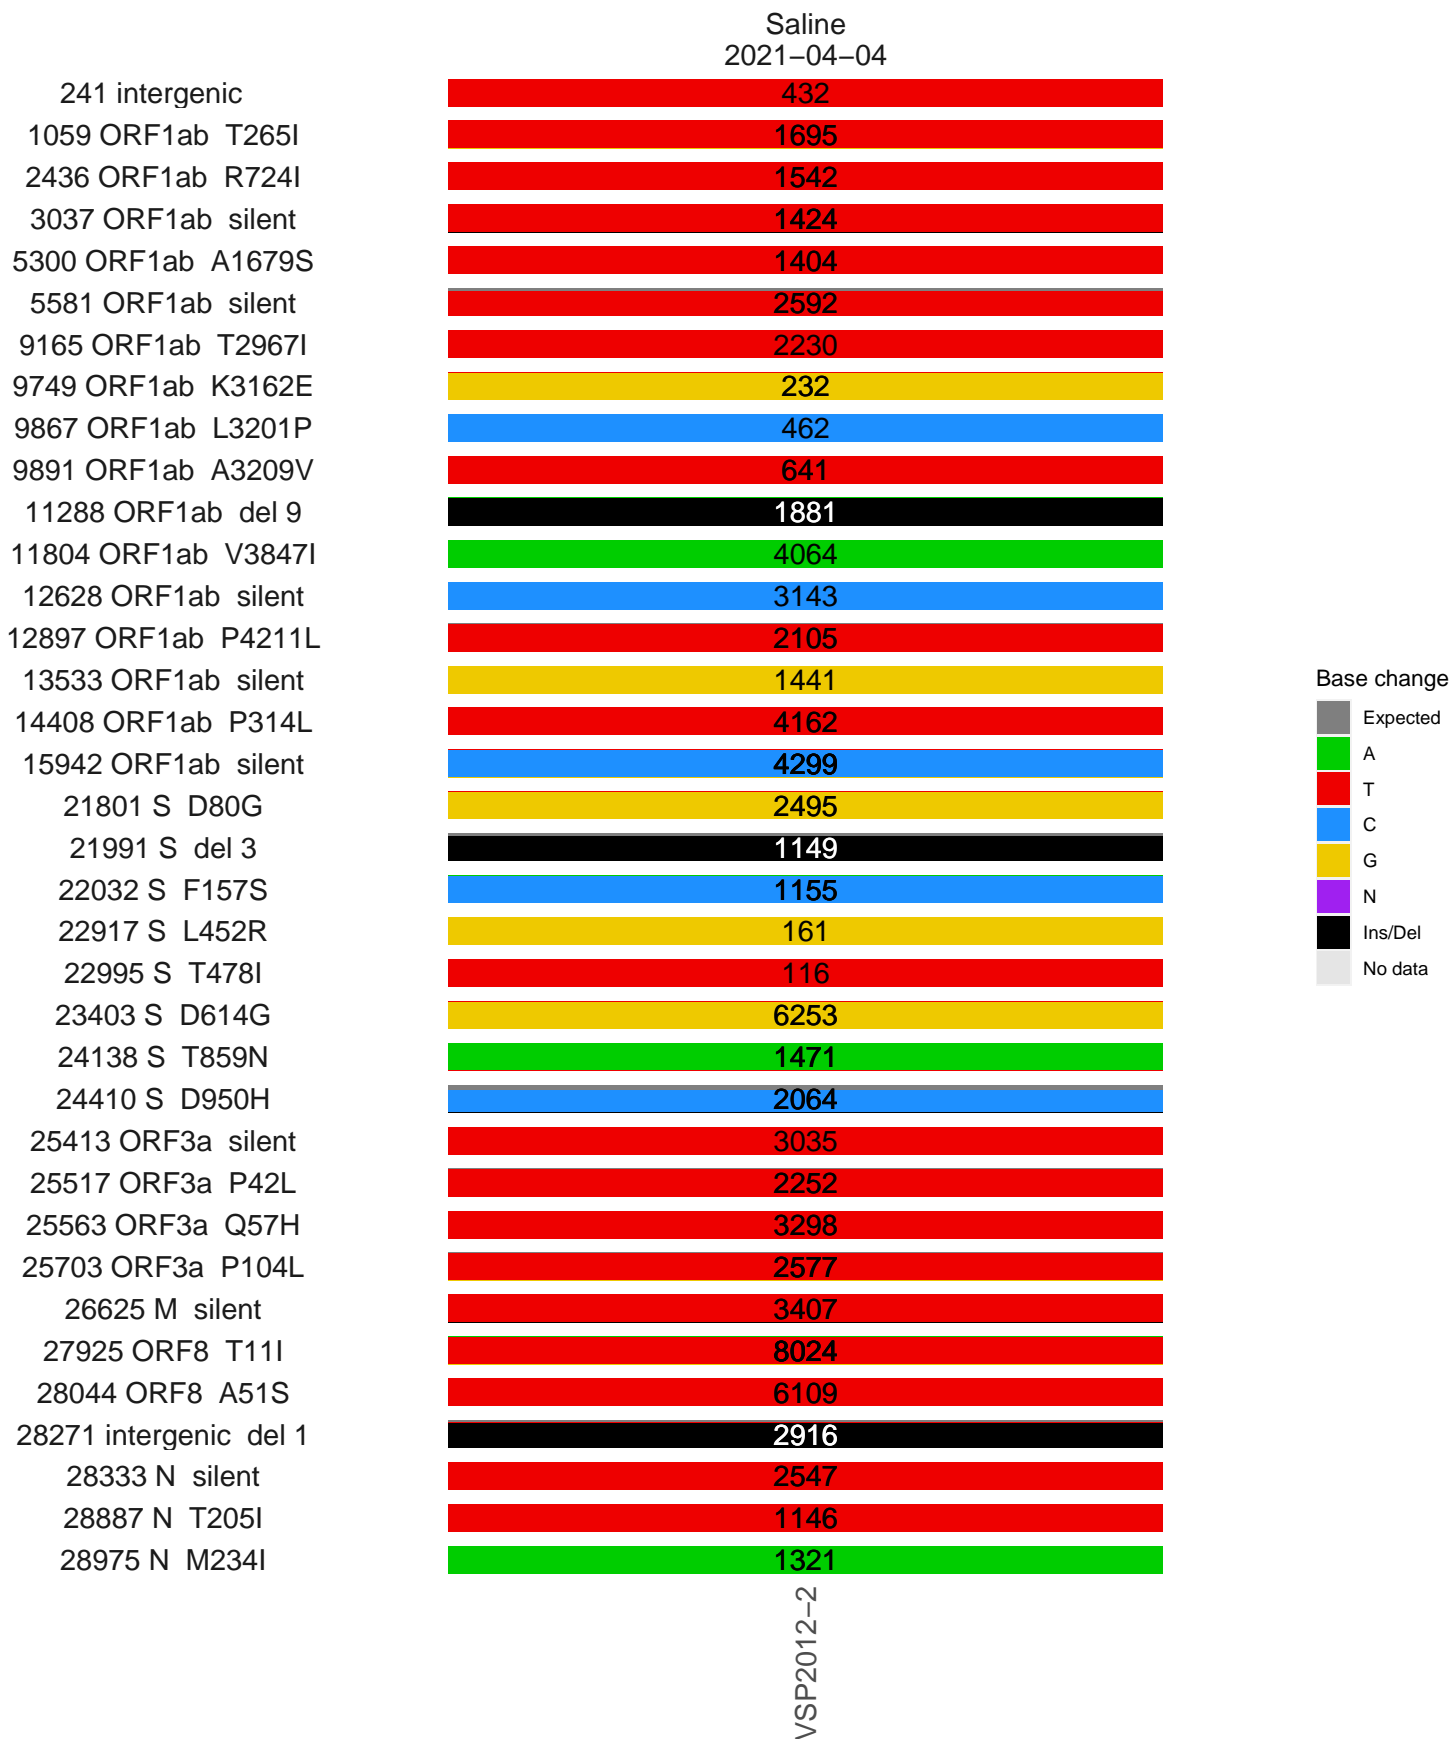 Saline
2021−04−04
241 intergenic 432
1059 ORF1ab T265I 1695
2436 ORF1ab R724I 1542
3037 ORF1ab silent 1424
5300 ORF1ab A1679S 1404
5581 ORF1ab silent 2592
9165 ORF1ab T2967I 2230
9749 ORF1ab K3162E 232
9867 ORF1ab L3201P 462
9891 ORF1ab A3209V 641
11288 ORF1ab del 9 1881
11804 ORF1ab V3847I 4064
12628 ORF1ab silent 3143
12897 ORF1ab P4211L 2105
13533 ORF1ab silent 1441
14408 ORF1ab P314L 4162
15942 ORF1ab silent 4299
21801 S D80G 2495
21991 S del 3 1149
22032 S F157S 1155
22917 S L452R 161
22995 S T478I 116
23403 S D614G 6253
24138 S T859N 1471
24410 S D950H 2064
25413 ORF3a silent 3035
25517 ORF3a P42L 2252
25563 ORF3a Q57H 3298
25703 ORF3a P104L 2577
26625 M silent 3407
27925 ORF8 T11I 8024
28044 ORF8 A51S 6109
28271 intergenic del 1 2916
28333 N silent 2547
28887 N T205I 1146
28975 N M234I 1321
VSP2012−2
Base change
Expected
A
T
C
G
N
Ins/Del
No data